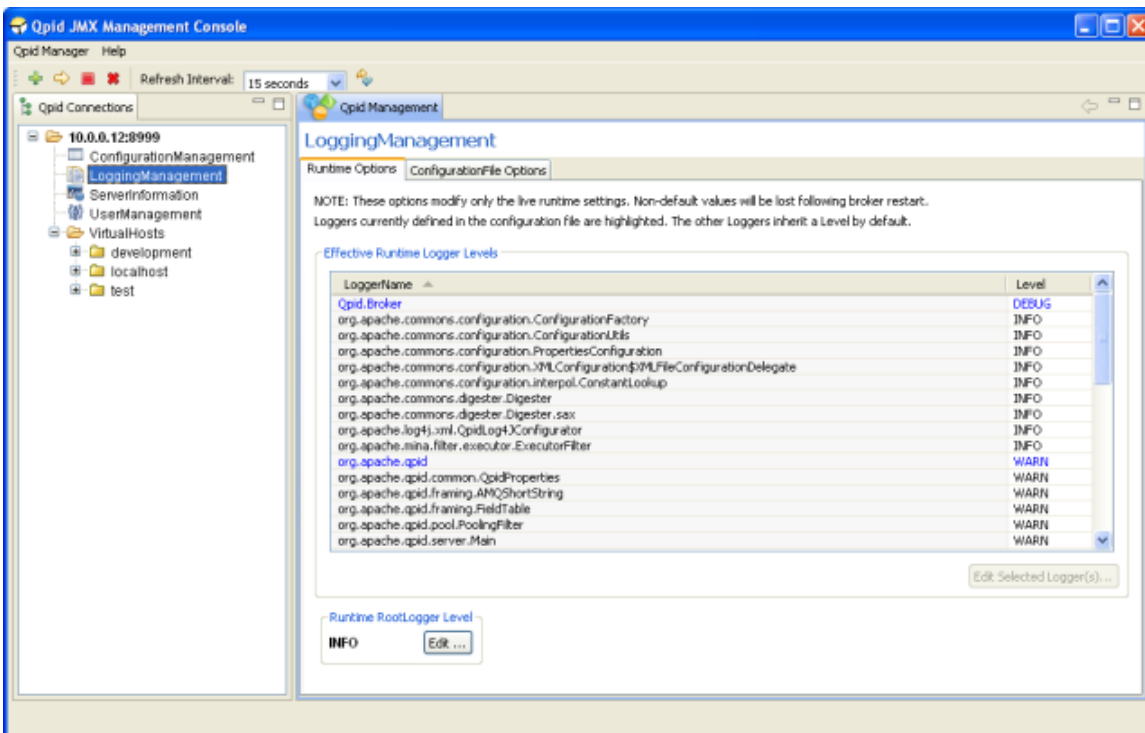 Qpid JMX Management Console
Qpid Manager Help
Refresh Interval: 15 seconds
Qpid Connections
10.0.0.12:8999
ConfigurationManagement
LoggingManagement
ServerInformation
UserManagement
VirtualHosts
development
localhost
test
Qpid Management
LoggingManagement
Runtime Options ConfigurationFile Options
NOTE: These options modify only the live runtime settings. Non-default values will be lost following broker restart.
Loggers currently defined in the configuration file are highlighted. The other Loggers inherit a Level by default.
Effective Runtime Logger Levels
LoggerName Level
Qpid.Broker DEBUG
org.apache.commons.configuration.ConfigurationFactory INFO
org.apache.commons.configuration.ConfigurationUtils INFO
org.apache.commons.configuration.PropertiesConfiguration INFO
org.apache.commons.configuration.XMLConfiguration$XMLFileConfigurationDelegate INFO
org.apache.commons.configuration.interpol.ConstantLookup INFO
org.apache.commons.digester.Digester INFO
org.apache.commons.digester.Digester.sax INFO
org.apache.log4j.xml.QpidLog4JConfigurator INFO
org.apache.mina.filter.executor.ExecutorFilter INFO
org.apache.qpid WARN
org.apache.qpid.common.QpidProperties WARN
org.apache.qpid.framing.AMQShortString WARN
org.apache.qpid.framing.FieldTable WARN
org.apache.qpid.pool.PoolingFilter WARN
org.apache.qpid.server.Main WARN
Edit Selected Logger(s)...
Runtime RootLogger Level
INFO Edit ...